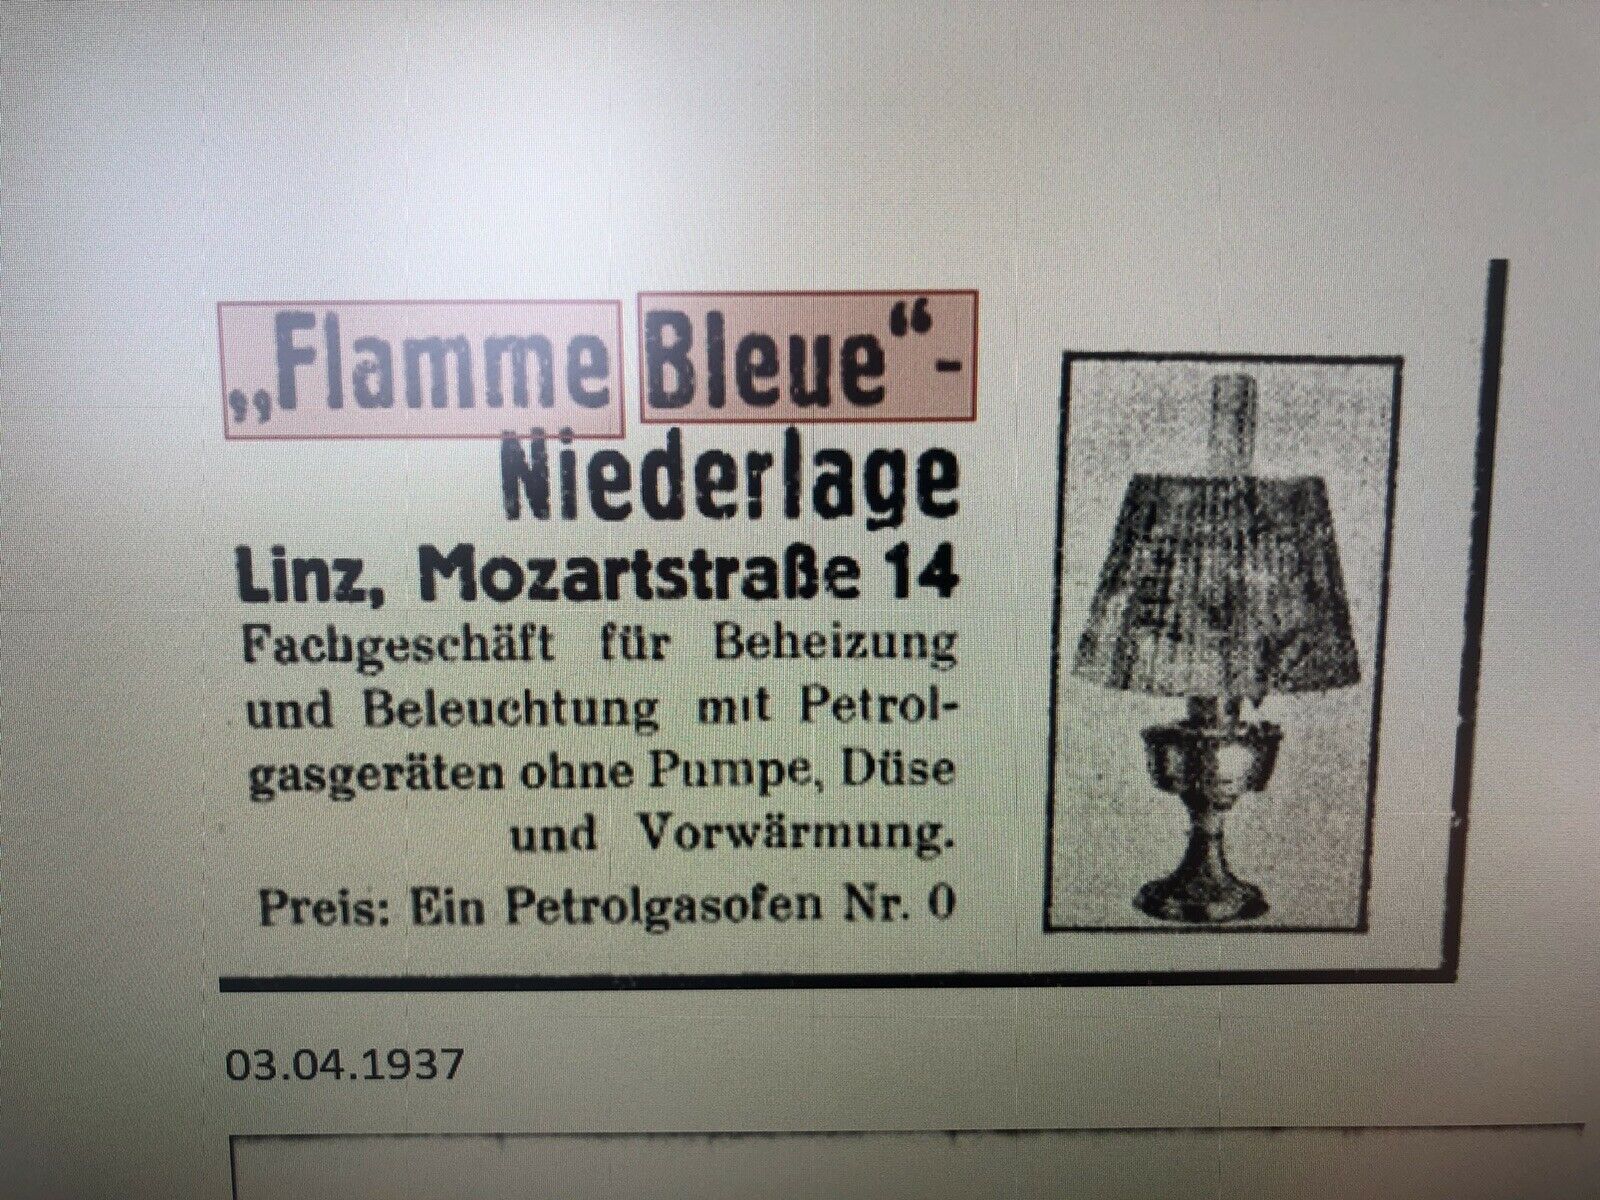 „Flamme Bleue“-
Niederlage
Linz, Mozartstraße 14
Fachgeschäft für Beheizung
und Beleuchtung mit Petrol-
gasgeräten ohne Pumpe, Düse
und Vorwärmung.
Preis: Ein Petrolgasofen Nr. 0
03.04.1937